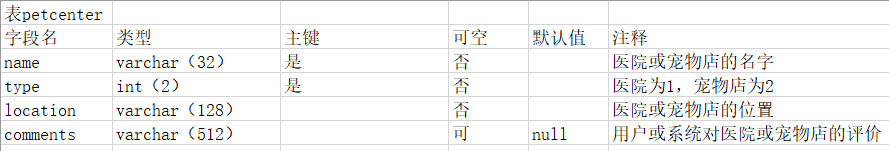 表petcenter
字段名 类型 主键 可空 默认值 注释
name varchar（32） 是 否 医院或宠物店的名字
type int（2） 是 否 医院为1，宠物店为2
location varchar（128） 否 医院或宠物店的位置
comments varchar（512） 可 null 用户或系统对医院或宠物店的评价